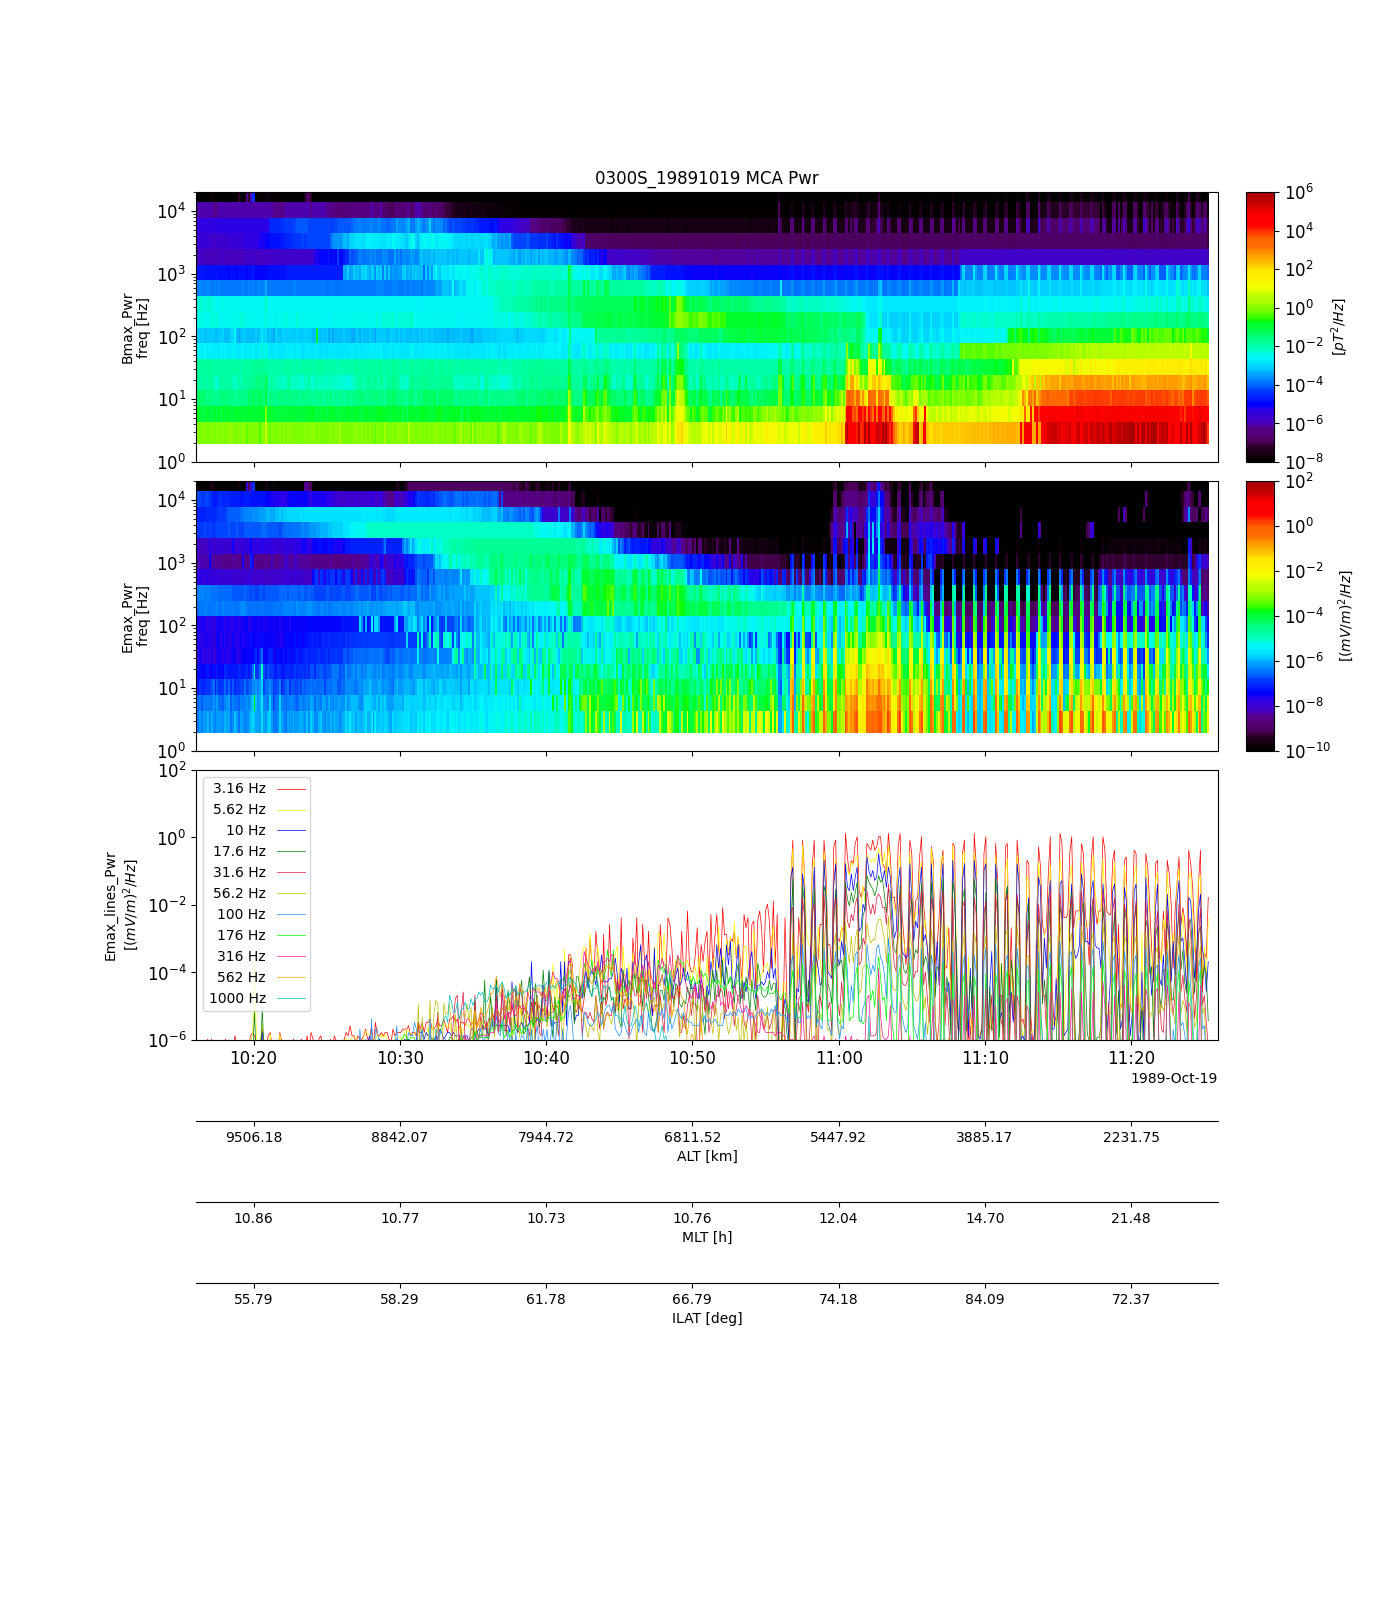 0300S_19891019 MCA Pwr
10^4
10^3
10^2
10^1
10^0
Bmax_Pwr
freq [Hz]
10^6
10^4
10^2
10^0
10^-2
10^-4
10^-6
10^-8
[pT^2/Hz]
10^4
10^3
10^2
10^1
10^0
Emax_Pwr
freq [Hz]
10^2
10^0
10^-2
10^-4
10^-6
10^-8
10^-10
[(mV/m)^2/Hz]
10^2
10^0
10^-2
10^-4
10^-6
Emax_lines_Pwr
[(mV/m)^2/Hz]
3.16 Hz
5.62 Hz
10 Hz
17.6 Hz
31.6 Hz
56.2 Hz
100 Hz
176 Hz
316 Hz
562 Hz
1000 Hz
10:20 10:30 10:40 10:50 11:00 11:10 11:20
1989-Oct-19
9506.18 8842.07 7944.72 6811.52 5447.92 3885.17 2231.75
ALT [km]
10.86 10.77 10.73 10.76 12.04 14.70 21.48
MLT [h]
55.79 58.29 61.78 66.79 74.18 84.09 72.37
ILAT [deg]